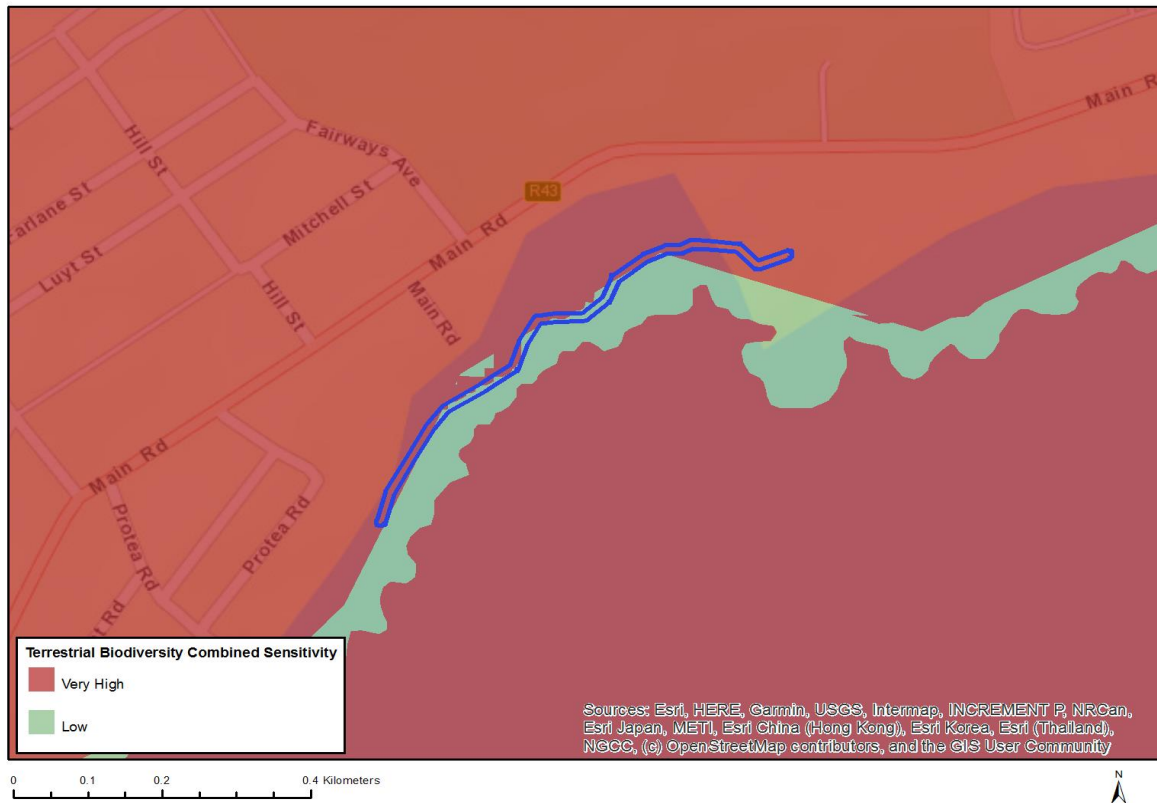 Main Rd
Fairways Ave
Hill St
R43
Mitchell St
Luyt St
Main Rd
Hill St
Main Rd
Main Rd
Protea Rd
Protea Rd
Terrestrial Biodiversity Combined Sensitivity
Very High
Low
Sources: Esri, HERE, Garmin, USGS, Intermap, INCREMENT P, NRCan,
Esri Japan, METI, Esri China (Hong Kong), Esri Korea, Esri (Thailand),
NGCC, (c) OpenStreetMap contributors, and the GIS User Community
0 0.1 0.2 0.4 Kilometers
N